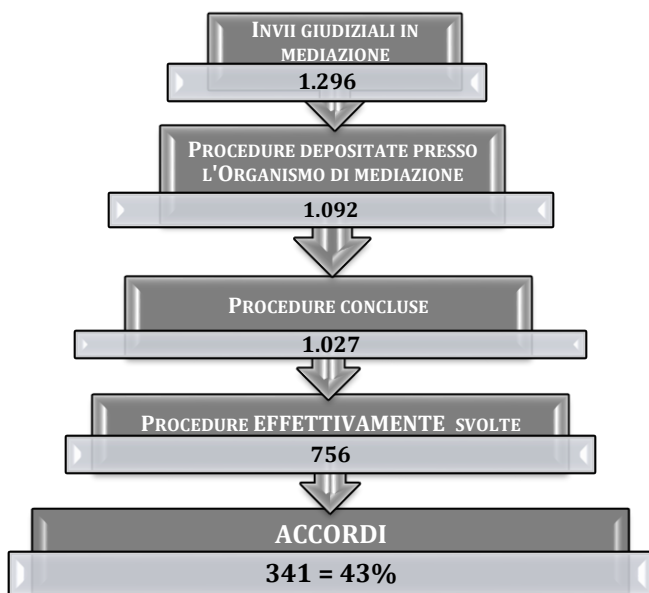 INVII GIUDIZIALI IN
MEDIAZIONE
1.296
PROCEDURE DEPOSITATE PRESSO
L'ORGANISMO DI MEDIAZIONE
1.092
PROCEDURE CONCLUSE
1.027
PROCEDURE EFFETTIVAMENTE SVOLTE
756
ACCORDI
341 = 43%